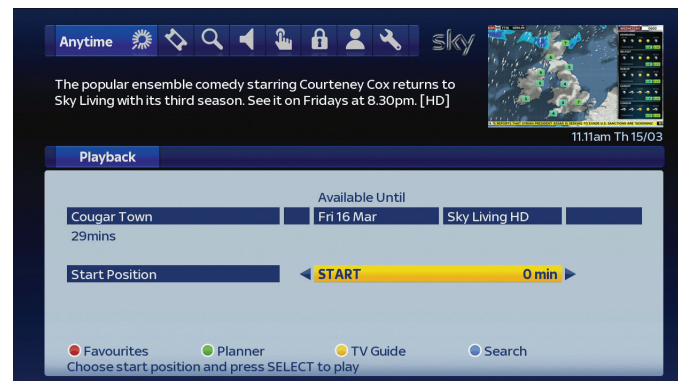 Anytime
sky
The popular ensemble comedy starring Courteney Cox returns to
Sky Living with its third season. See it on Fridays at 8.30pm. [HD]
11.11am Th 15/03
Playback
Available Until
Cougar Town Fri 16 Mar Sky Living HD
29mins
Start Position START 0 min
Favourites Planner TV Guide Search
Choose start position and press SELECT to play